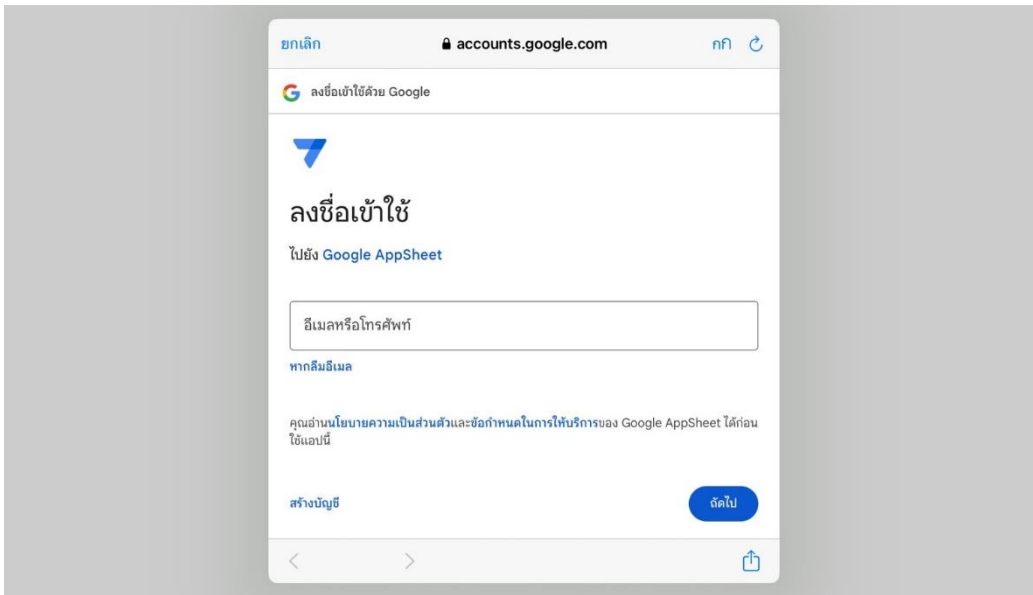 ยกเลิก accounts.google.com กกิ
ลงชื่อเข้าใช้ด้วย Google
ลงชื่อเข้าใช้
ไปยัง Google AppSheet
อีเมลหรือโทรศัพท์
หากลืมอีเมล
คุณอ่านนโยบายความเป็นส่วนตัวและข้อกำหนดในการให้บริการของ Google AppSheet ได้ก่อน
ใช้แอปนี้
สร้างบัญชี ถัดไป